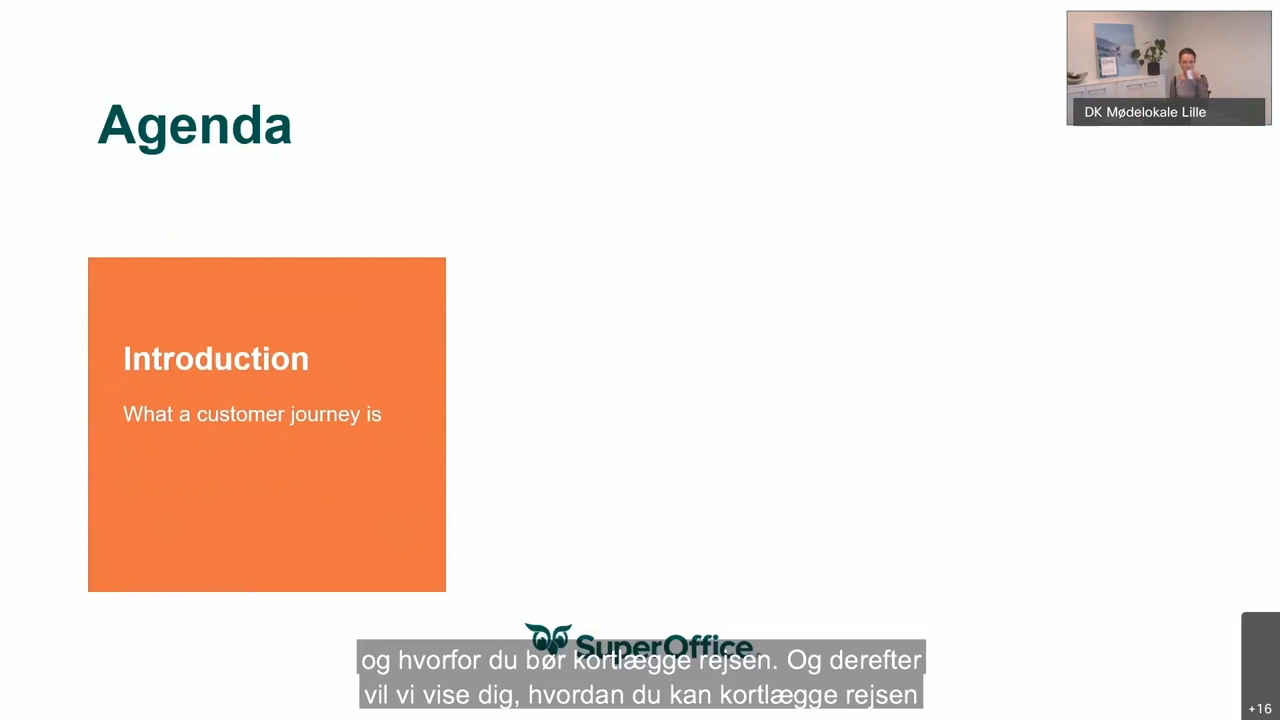 Agenda
DK Mødelokale Lille
Introduction
What a customer journey is
SuperOffice
og hvorfor du bør kortlægge rejsen. Og derefter
vil vi vise dig, hvordan du kan kortlægge rejsen
+16